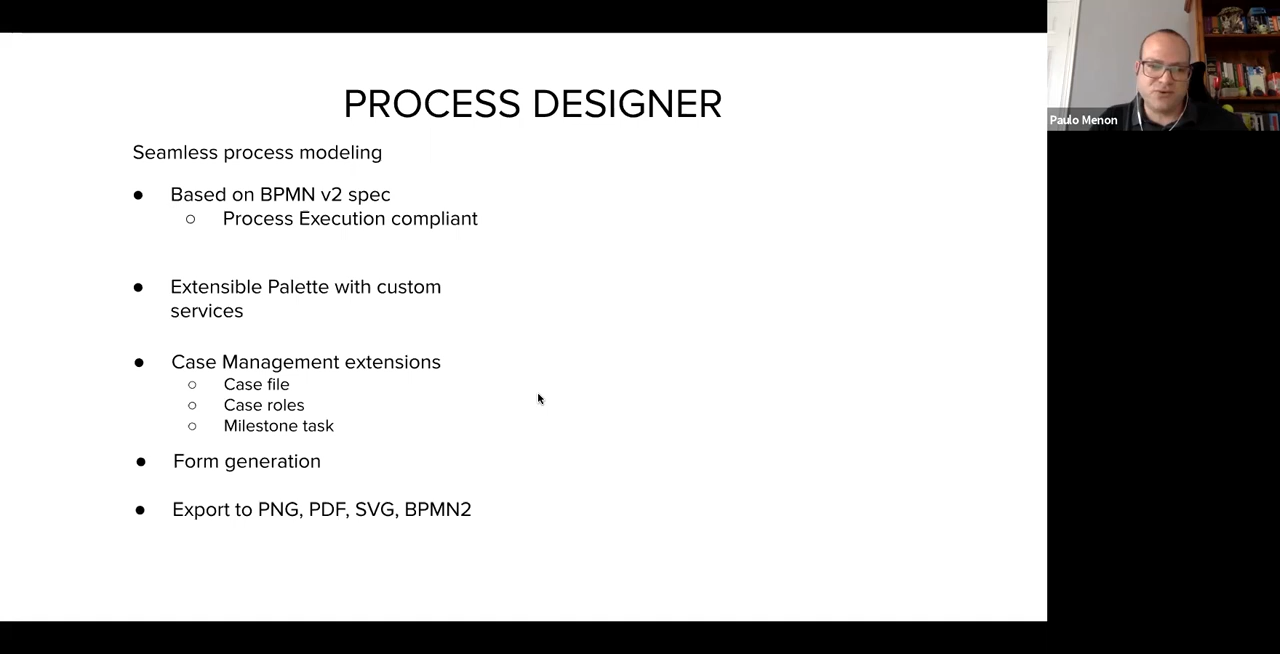 PROCESS DESIGNER
Paulo Menon
Seamless process modeling
● Based on BPMN v2 spec
○ Process Execution compliant
● Extensible Palette with custom
services
● Case Management extensions
○ Case file
○ Case roles
○ Milestone task
● Form generation
● Export to PNG, PDF, SVG, BPMN2